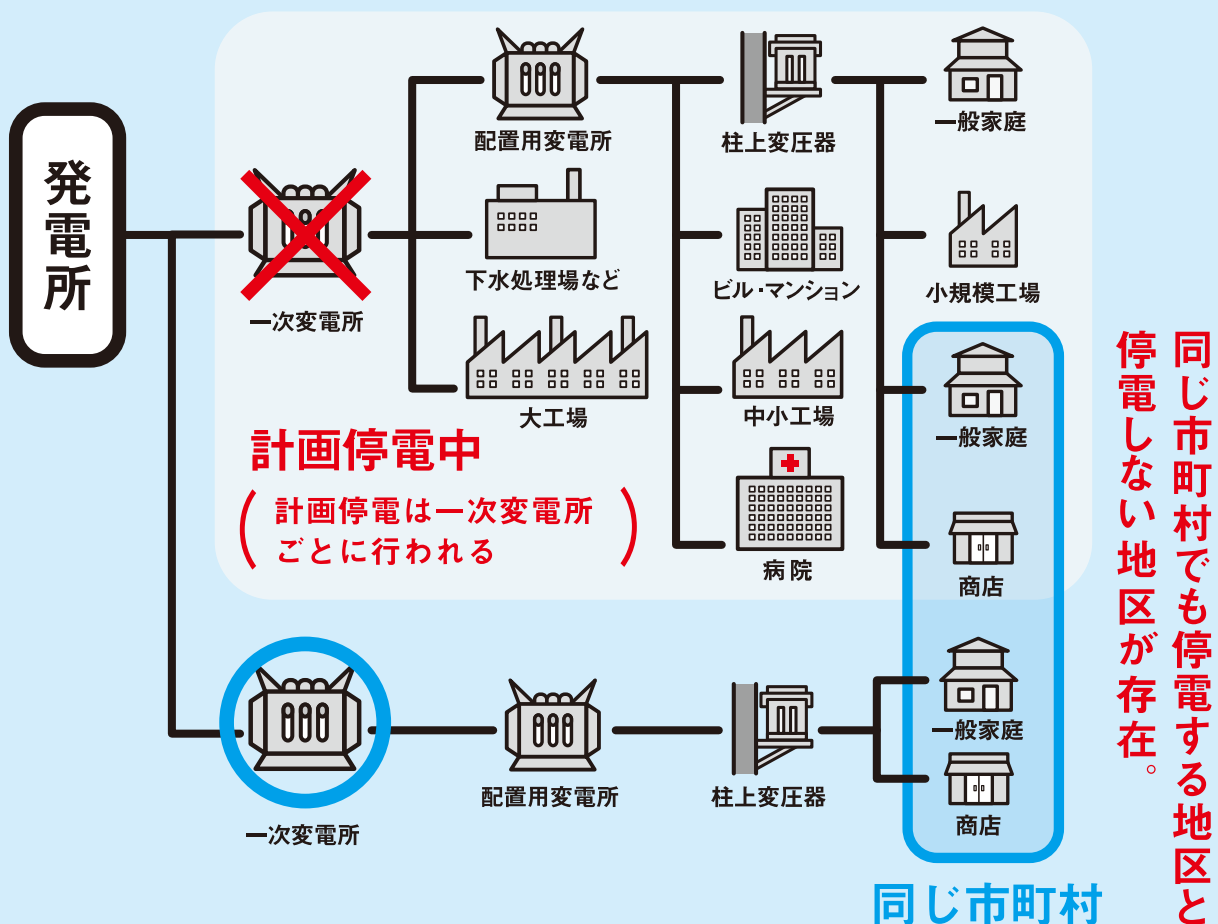 発電所
一次変電所
配置用変電所
下水処理場など
大工場
柱上変圧器
ビル・マンション
中小工場
病院
一般家庭
小規模工場
一般家庭
商店
計画停電中
(計画停電は一次変電所
ごとに行われる)
一次変電所
配置用変電所
柱上変圧器
一般家庭
商店
同じ市町村
同じ市町村でも停電する地区と
停電しない地区が存在。